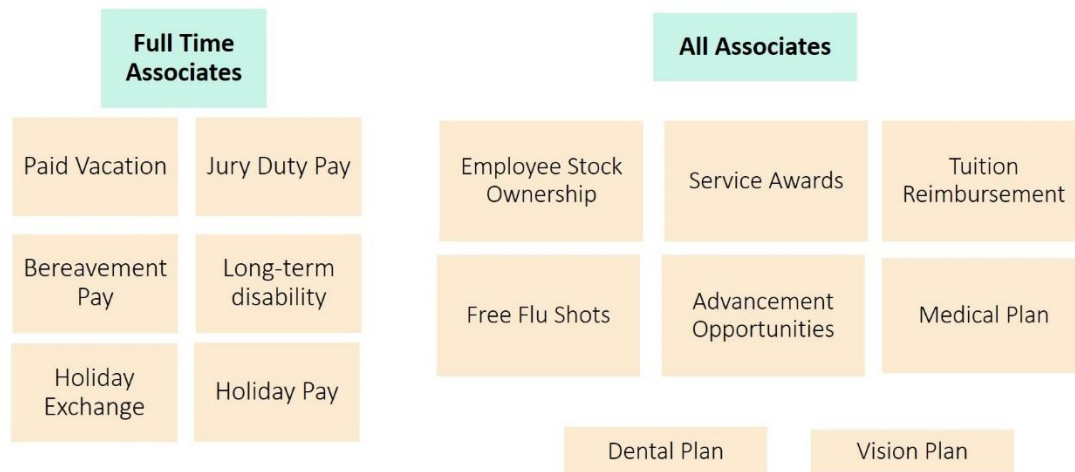 Full Time
Associates
Paid Vacation
Jury Duty Pay
Bereavement
Pay
Long-term
disability
Holiday
Exchange
Holiday Pay
All Associates
Employee Stock
Ownership
Service Awards
Tuition
Reimbursement
Free Flu Shots
Advancement
Opportunities
Medical Plan
Dental Plan
Vision Plan